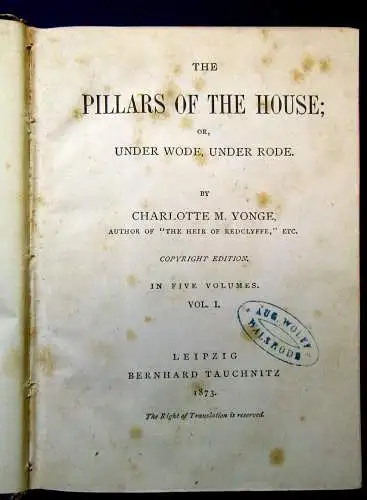 THE
PILLARS OF THE HOUSE;
OR,
UNDER WODE, UNDER RODE.
BY
CHARLOTTE M. YONGE,
AUTHOR OF "THE HEIR OF REDCLYFFE," ETC.
COPYRIGHT EDITION.
IN FIVE VOLUMES.
VOL. I.
AUG. WOLFF
WALSRODE
LEIPZIG
BERNHARD TAUCHNITZ
1873.
The Right of Translation is reserved.